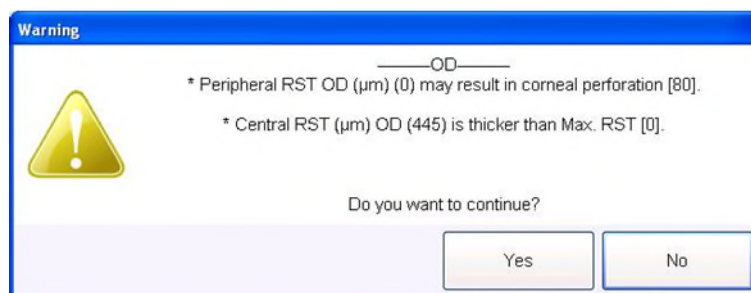 Warning
———OD———
* Peripheral RST OD (µm) (0) may result in corneal perforation [80].
* Central RST (µm) OD (445) is thicker than Max. RST [0].
Do you want to continue?
Yes
No